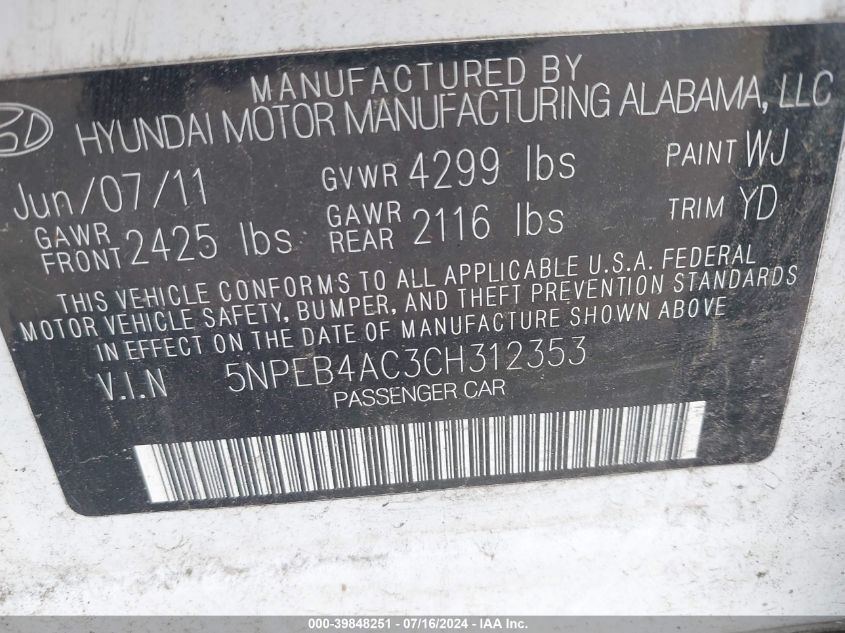 MANUFACTURED BY
HYUNDAI MOTOR MANUFACTURING ALABAMA, LLC
Jun/07/11 GVWR 4299 lbs PAINT WJ
GAWR FRONT 2425 lbs GAWR REAR 2116 lbs TRIM YD
THIS VEHICLE CONFORMS TO ALL APPLICABLE U.S.A. FEDERAL
MOTOR VEHICLE SAFETY, BUMPER, AND THEFT PREVENTION STANDARDS
IN EFFECT ON THE DATE OF MANUFACTURE SHOWN ABOVE
V.I.N 5NPEB4AC3CH312353
PASSENGER CAR
000-39848251 - 07/16/2024 - IAA Inc.